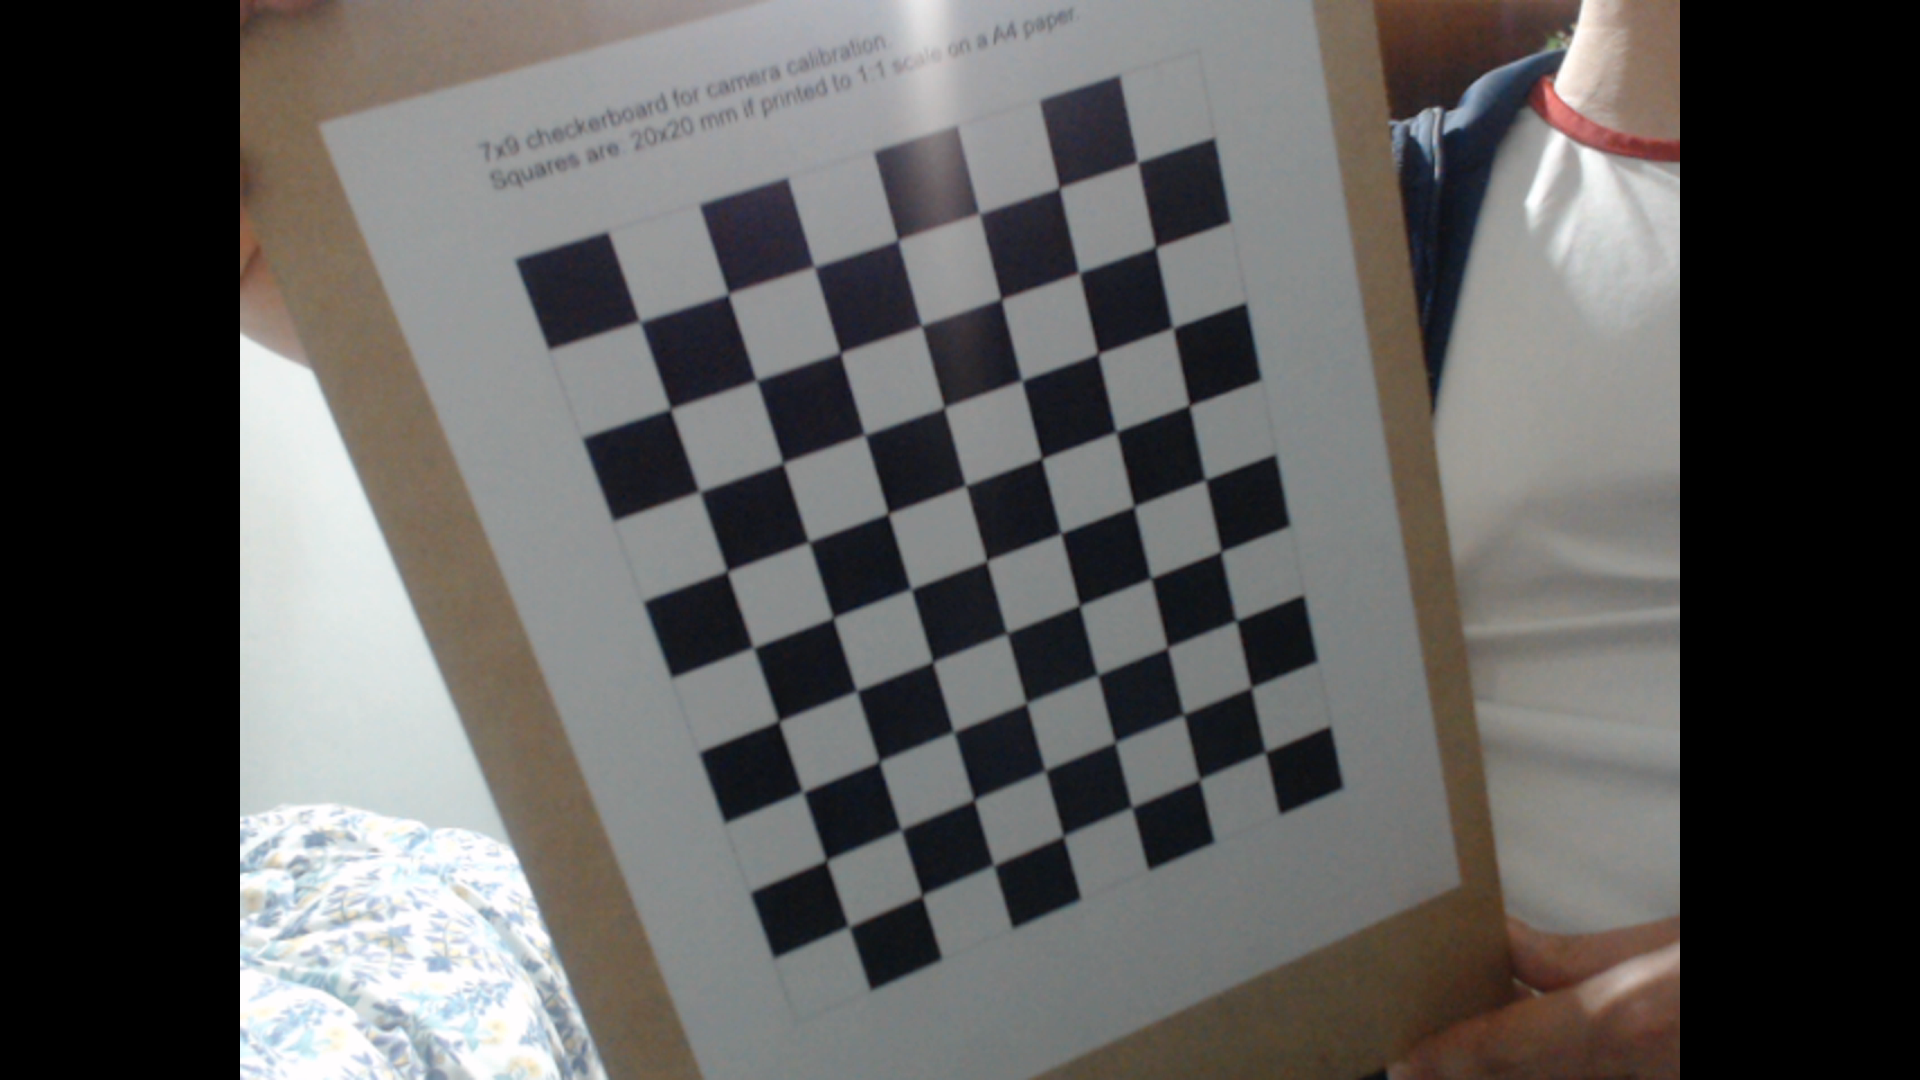 7x9 checkerboard for camera calibration.
Squares are: 20x20 mm if printed to 1:1 scale on a A4 paper.